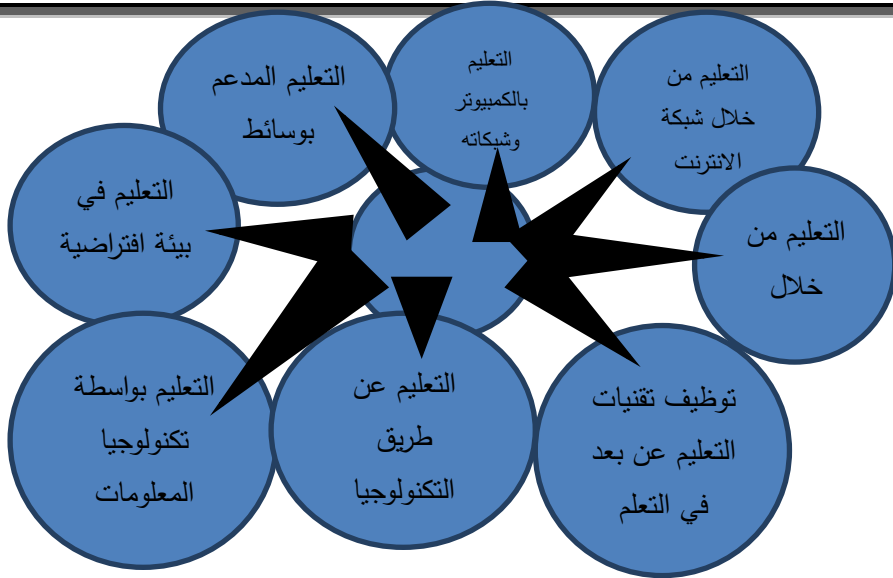 التعليم من
خلال شبكة
الانترنت
التعليم
بالكمبيوتر
وشبكاته
التعليم المدعم
بوسائط
التعليم في
بيئة افتراضية
التعليم من
خلال
توظيف تقنيات
التعليم عن بعد
في التعلم
التعليم عن
طريق
التكنولوجيا
التعليم بواسطة
تكنولوجيا
المعلومات